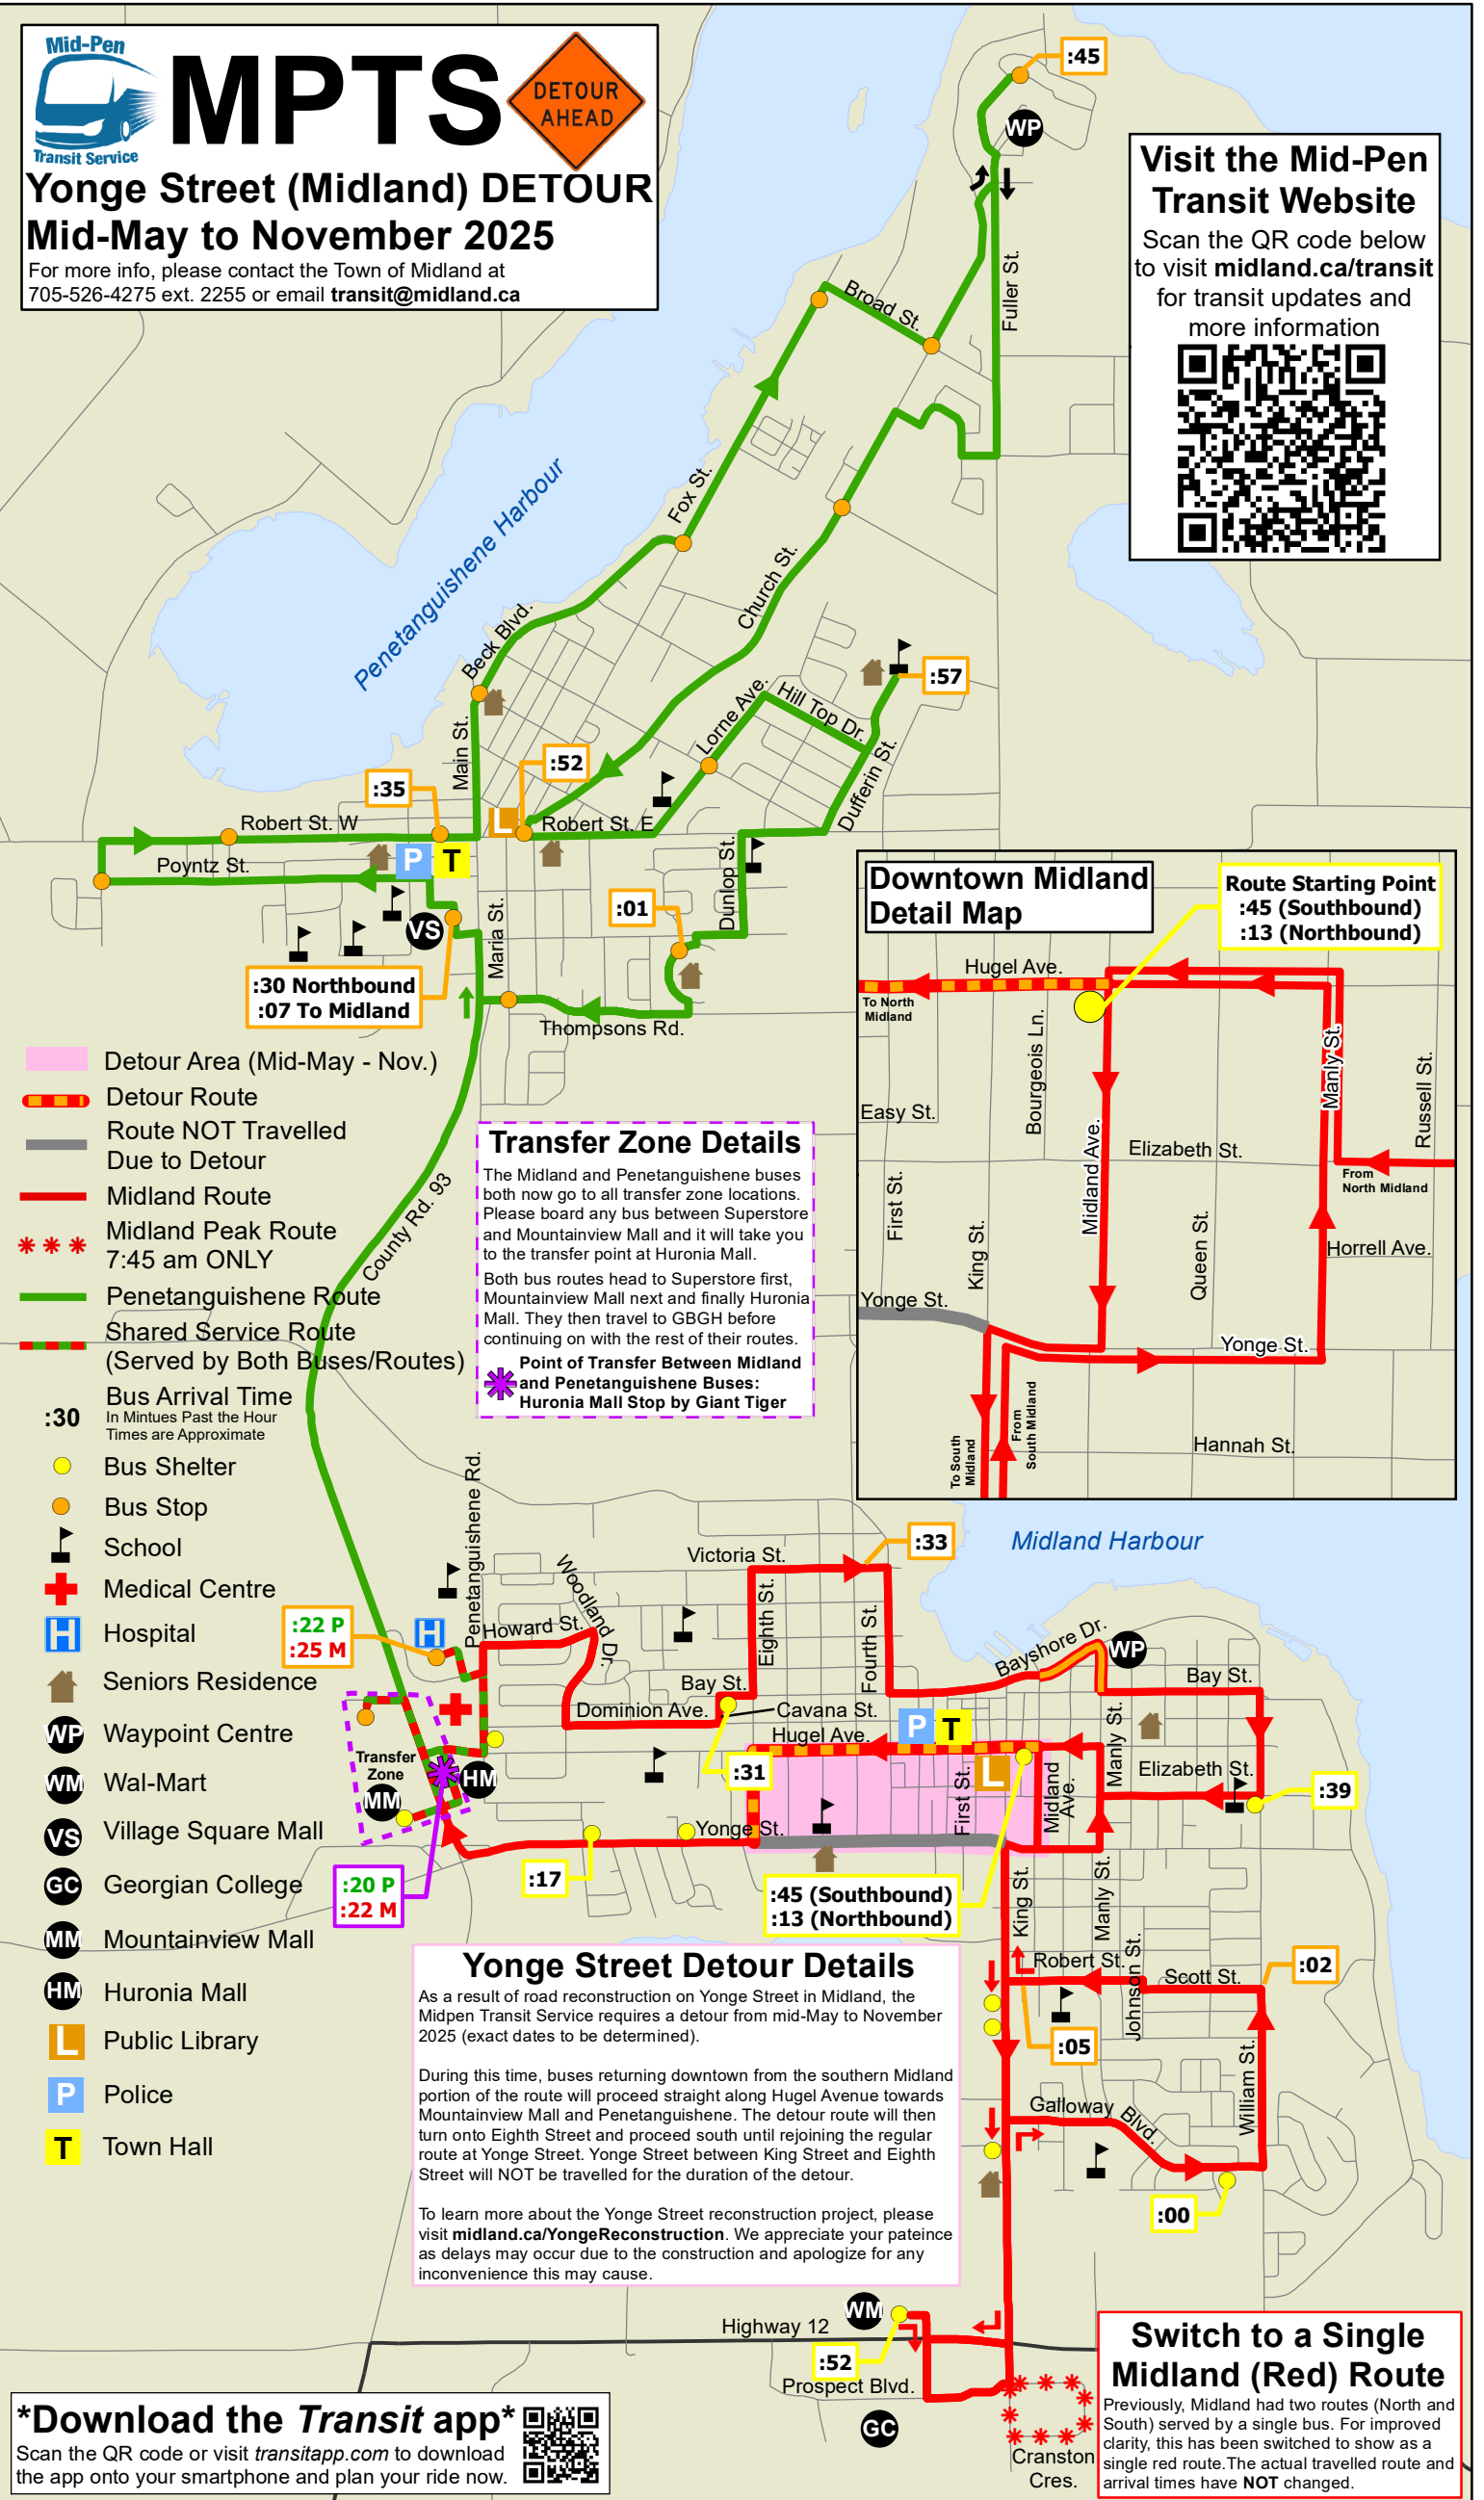 Mid-Pen
Transit Service
MPTS
DETOUR
AHEAD
Yonge Street (Midland) DETOUR
Mid-May to November 2025
For more info, please contact the Town of Midland at
705-526-4275 ext. 2255 or email transit@midland.ca
:45
WP
Visit the Mid-Pen
Transit Website
Scan the QR code below
to visit midland.ca/transit
for transit updates and
more information
Fuller St.
Broad St.
Fox St.
Penetanguishene Harbour
Church St.
Beck Blvd.
Lorne Ave.
Hill Top Dr.
:57
Dufferin St.
Main St.
:52
:35
L
Robert St. W
Robert St. E
Poyntz St.
P
T
Dunlop St.
VS
Maria St.
:01
:30 Northbound
:07 To Midland
Thompsons Rd.
County Rd. 93
Downtown Midland
Detail Map
Route Starting Point
:45 (Southbound)
:13 (Northbound)
Hugel Ave.
To North
Midland
Bourgeois Ln.
Manly St.
Russell St.
Easy St.
Elizabeth St.
Midland Ave.
From
North Midland
First St.
King St.
Queen St.
Horrell Ave.
Yonge St.
Yonge St.
To South
Midland
From
South Midland
Hannah St.
Detour Area (Mid-May - Nov.)
Detour Route
Route NOT Travelled
Due to Detour
Midland Route
Midland Peak Route
7:45 am ONLY
Penetanguishene Route
Shared Service Route
(Served by Both Buses/Routes)
Bus Arrival Time
:30
In Mintues Past the Hour
Times are Approximate
Bus Shelter
Bus Stop
School
Medical Centre
H
Hospital
Seniors Residence
WP
Waypoint Centre
WM
Wal-Mart
VS
Village Square Mall
GC
Georgian College
MM
Mountainview Mall
HM
Huronia Mall
L
Public Library
P
Police
T
Town Hall
Transfer Zone Details
The Midland and Penetanguishene buses
both now go to all transfer zone locations.
Please board any bus between Superstore
and Mountainview Mall and it will take you
to the transfer point at Huronia Mall.
Both bus routes head to Superstore first,
Mountainview Mall next and finally Huronia
Mall. They then travel to GBGH before
continuing on with the rest of their routes.
Point of Transfer Between Midland
and Penetanguishene Buses:
Huronia Mall Stop by Giant Tiger
Midland Harbour
Penetanguishene Rd.
Victoria St.
:33
Woodland Dr.
Eighth St.
Fourth St.
:22 P
:25 M
H
Howard St.
Bayshore Dr.
WP
Bay St.
Bay St.
Dominion Ave.
Cavana St.
P
T
Manly St.
Hugel Ave.
Transfer
Zone
HM
MM
:31
First St.
L
Midland
Ave.
Elizabeth St.
:39
Yonge St.
:17
:20 P
:22 M
:45 (Southbound)
:13 (Northbound)
King St.
Manly St.
Robert St.
Johnson St.
Scott St.
:02
:05
William St.
Galloway Blvd.
:00
Yonge Street Detour Details
As a result of road reconstruction on Yonge Street in Midland, the
Midpen Transit Service requires a detour from mid-May to November
2025 (exact dates to be determined).
During this time, buses returning downtown from the southern Midland
portion of the route will proceed straight along Hugel Avenue towards
Mountainview Mall and Penetanguishene. The detour route will then
turn onto Eighth Street and proceed south until rejoining the regular
route at Yonge Street. Yonge Street between King Street and Eighth
Street will NOT be travelled for the duration of the detour.
To learn more about the Yonge Street reconstruction project, please
visit midland.ca/YongeReconstruction. We appreciate your pateince
as delays may occur due to the construction and apologize for any
inconvenience this may cause.
WM
Highway 12
:52
Prospect Blvd.
GC
Cranston
Cres.
Switch to a Single
Midland (Red) Route
Previously, Midland had two routes (North and
South) served by a single bus. For improved
clarity, this has been switched to show as a
single red route.The actual travelled route and
arrival times have NOT changed.
*Download the Transit app*
Scan the QR code or visit transitapp.com to download
the app onto your smartphone and plan your ride now.